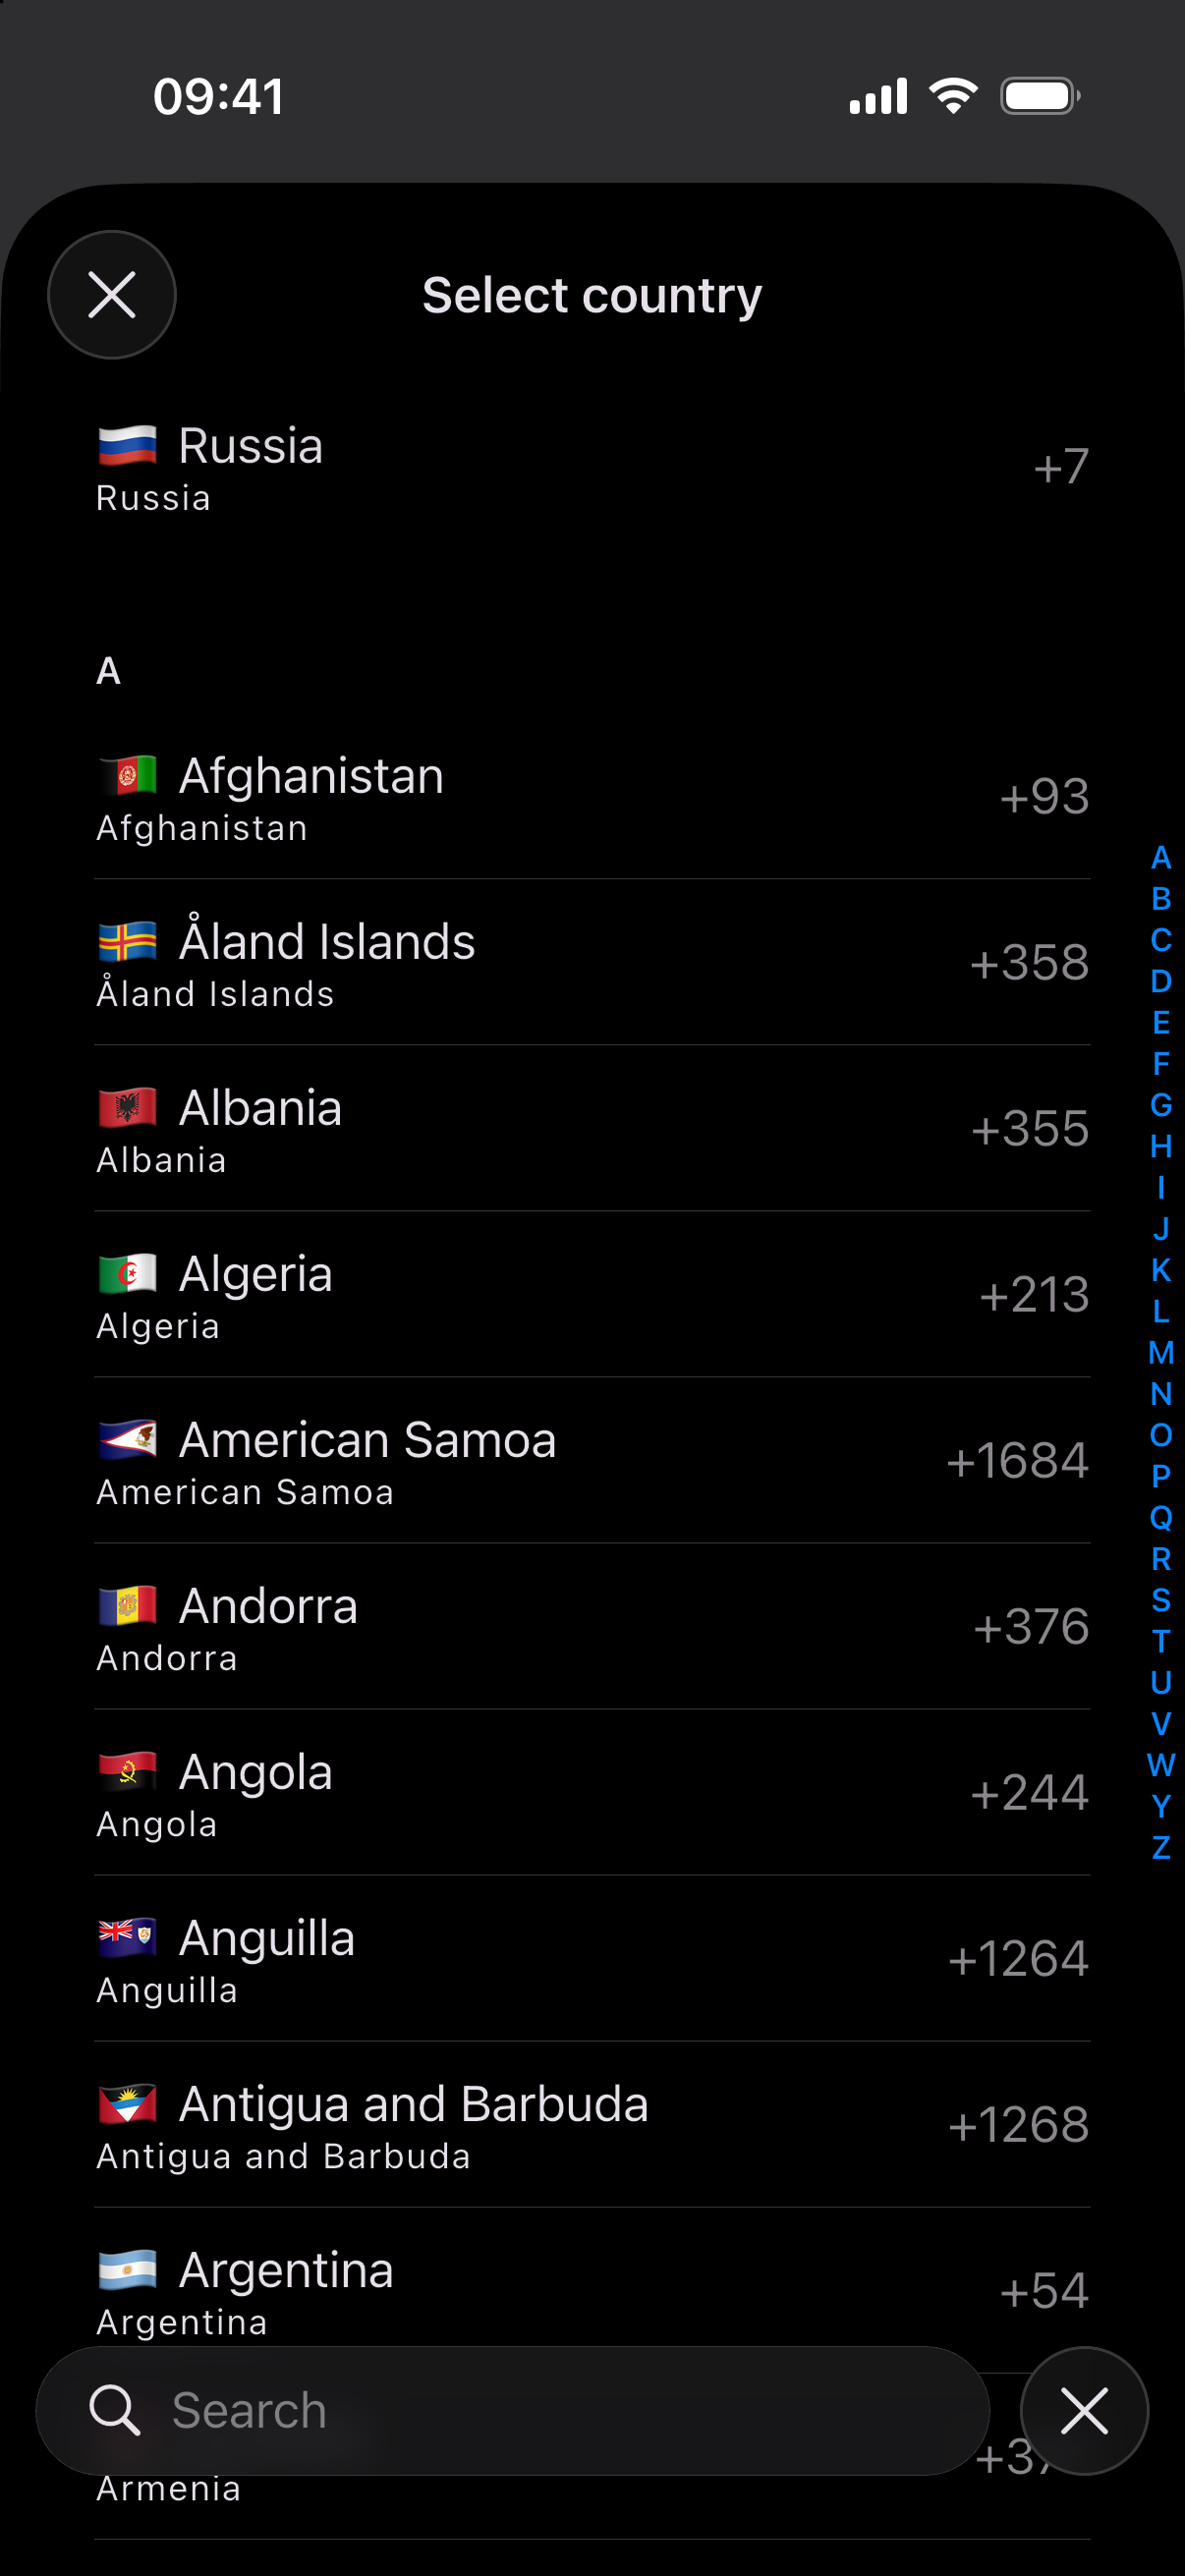 09:41
Select country
Russia
Russia
+7
A
Afghanistan
Afghanistan
+93
Åland Islands
Åland Islands
+358
Albania
Albania
+355
Algeria
Algeria
+213
American Samoa
American Samoa
+1684
Andorra
Andorra
+376
Angola
Angola
+244
Anguilla
Anguilla
+1264
Antigua and Barbuda
Antigua and Barbuda
+1268
Argentina
Argentina
+54
Search
Armenia
A
B
C
D
E
F
G
H
I
J
K
L
M
N
O
P
Q
R
S
T
U
V
W
Y
Z